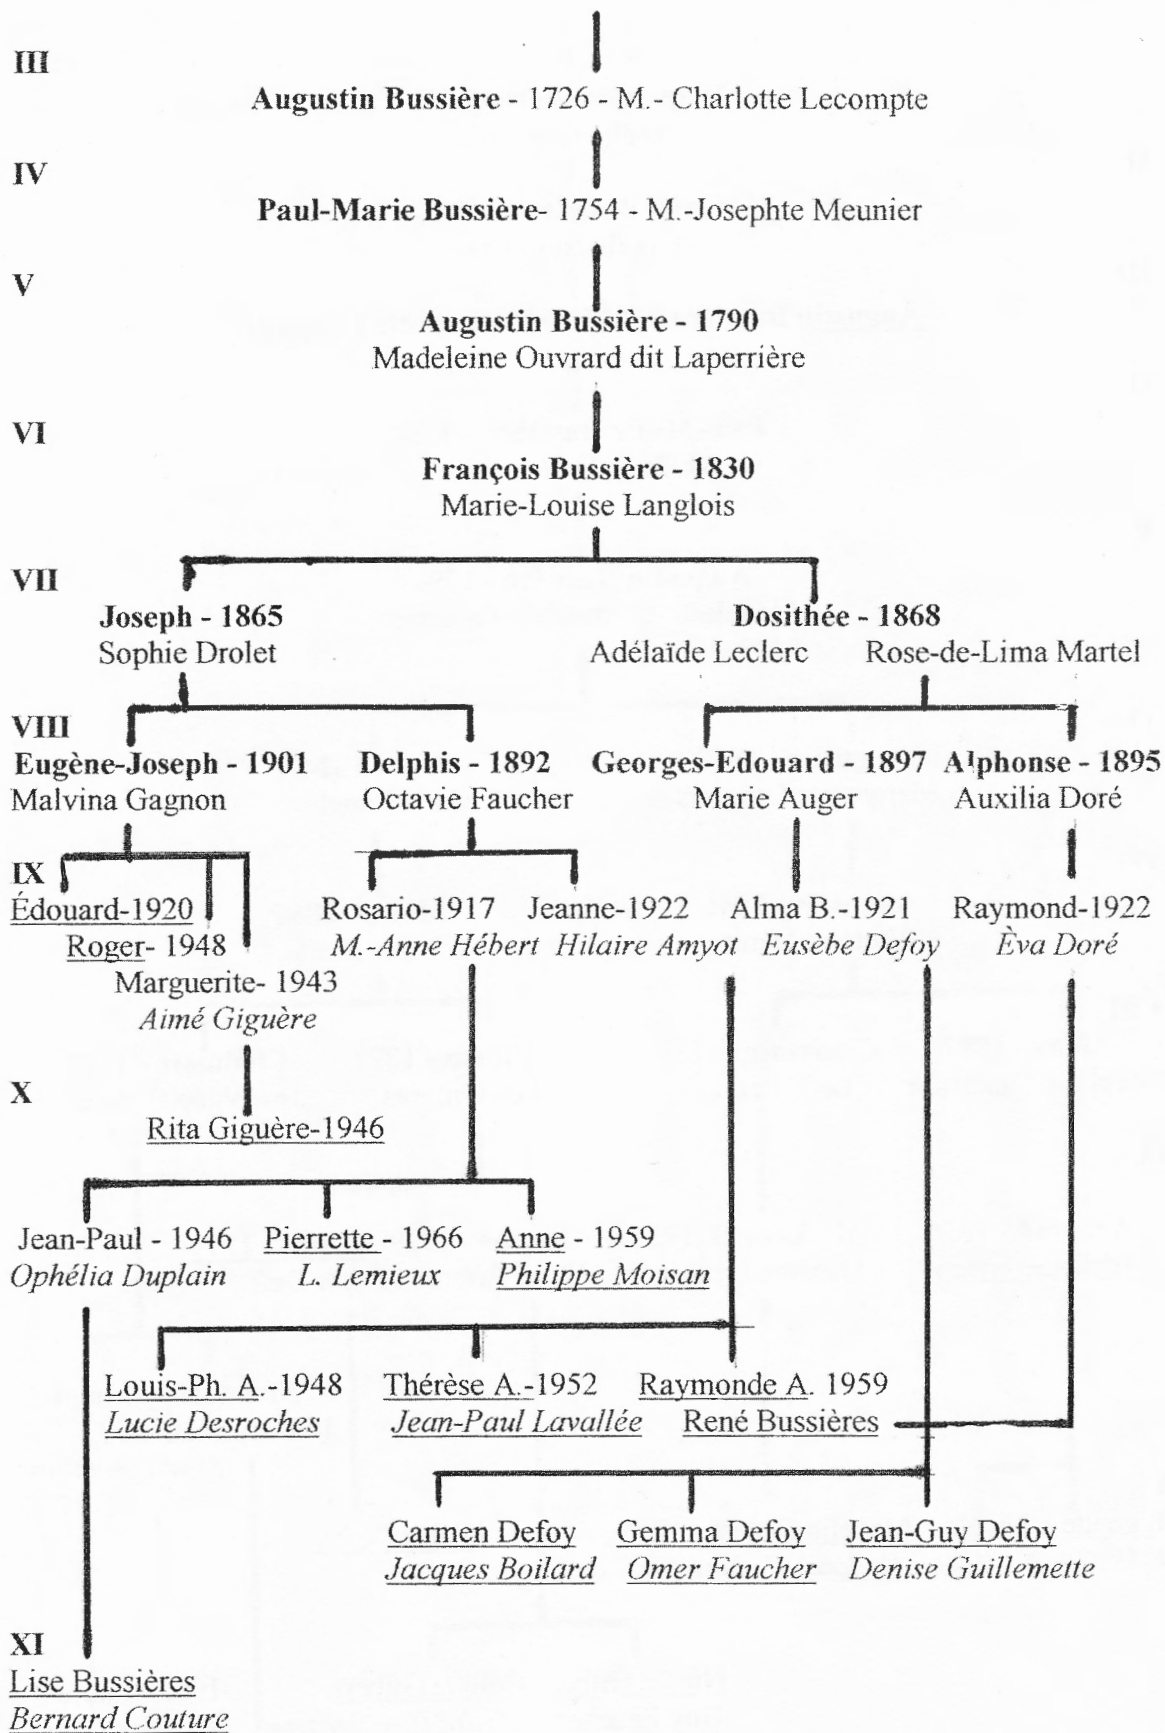 III
Augustin Bussière - 1726 - M.- Charlotte Lecompte
IV
Paul-Marie Bussière- 1754 - M.-Josephte Meunier
V
Augustin Bussière - 1790
Madeleine Ouvrard dit Laperrière
VI
François Bussière - 1830
Marie-Louise Langlois
VII
Joseph - 1865 Dosithée - 1868
Sophie Drolet Adélaïde Leclerc Rose-de-Lima Martel
VIII
Eugène-Joseph - 1901 Delphis - 1892 Georges-Edouard - 1897 Alphonse - 1895
Malvina Gagnon Octavie Faucher Marie Auger Auxilia Doré
IX
Édouard-1920 Rosario-1917 Jeanne-1922 Alma B.-1921 Raymond-1922
Roger- 1948 M.-Anne Hébert Hilaire Amyot Eusèbe Defoy Èva Doré
Marguerite- 1943
Aimé Giguère
X
Rita Giguère-1946
Jean-Paul - 1946 Pierrette - 1966 Anne - 1959
Ophélia Duplain L. Lemieux Philippe Moisan
Louis-Ph. A.-1948 Thérèse A.-1952 Raymonde A. 1959
Lucie Desroches Jean-Paul Lavallée René Bussières
Carmen Defoy Gemma Defoy Jean-Guy Defoy
Jacques Boilard Omer Faucher Denise Guillemette
XI
Lise Bussières
Bernard Couture